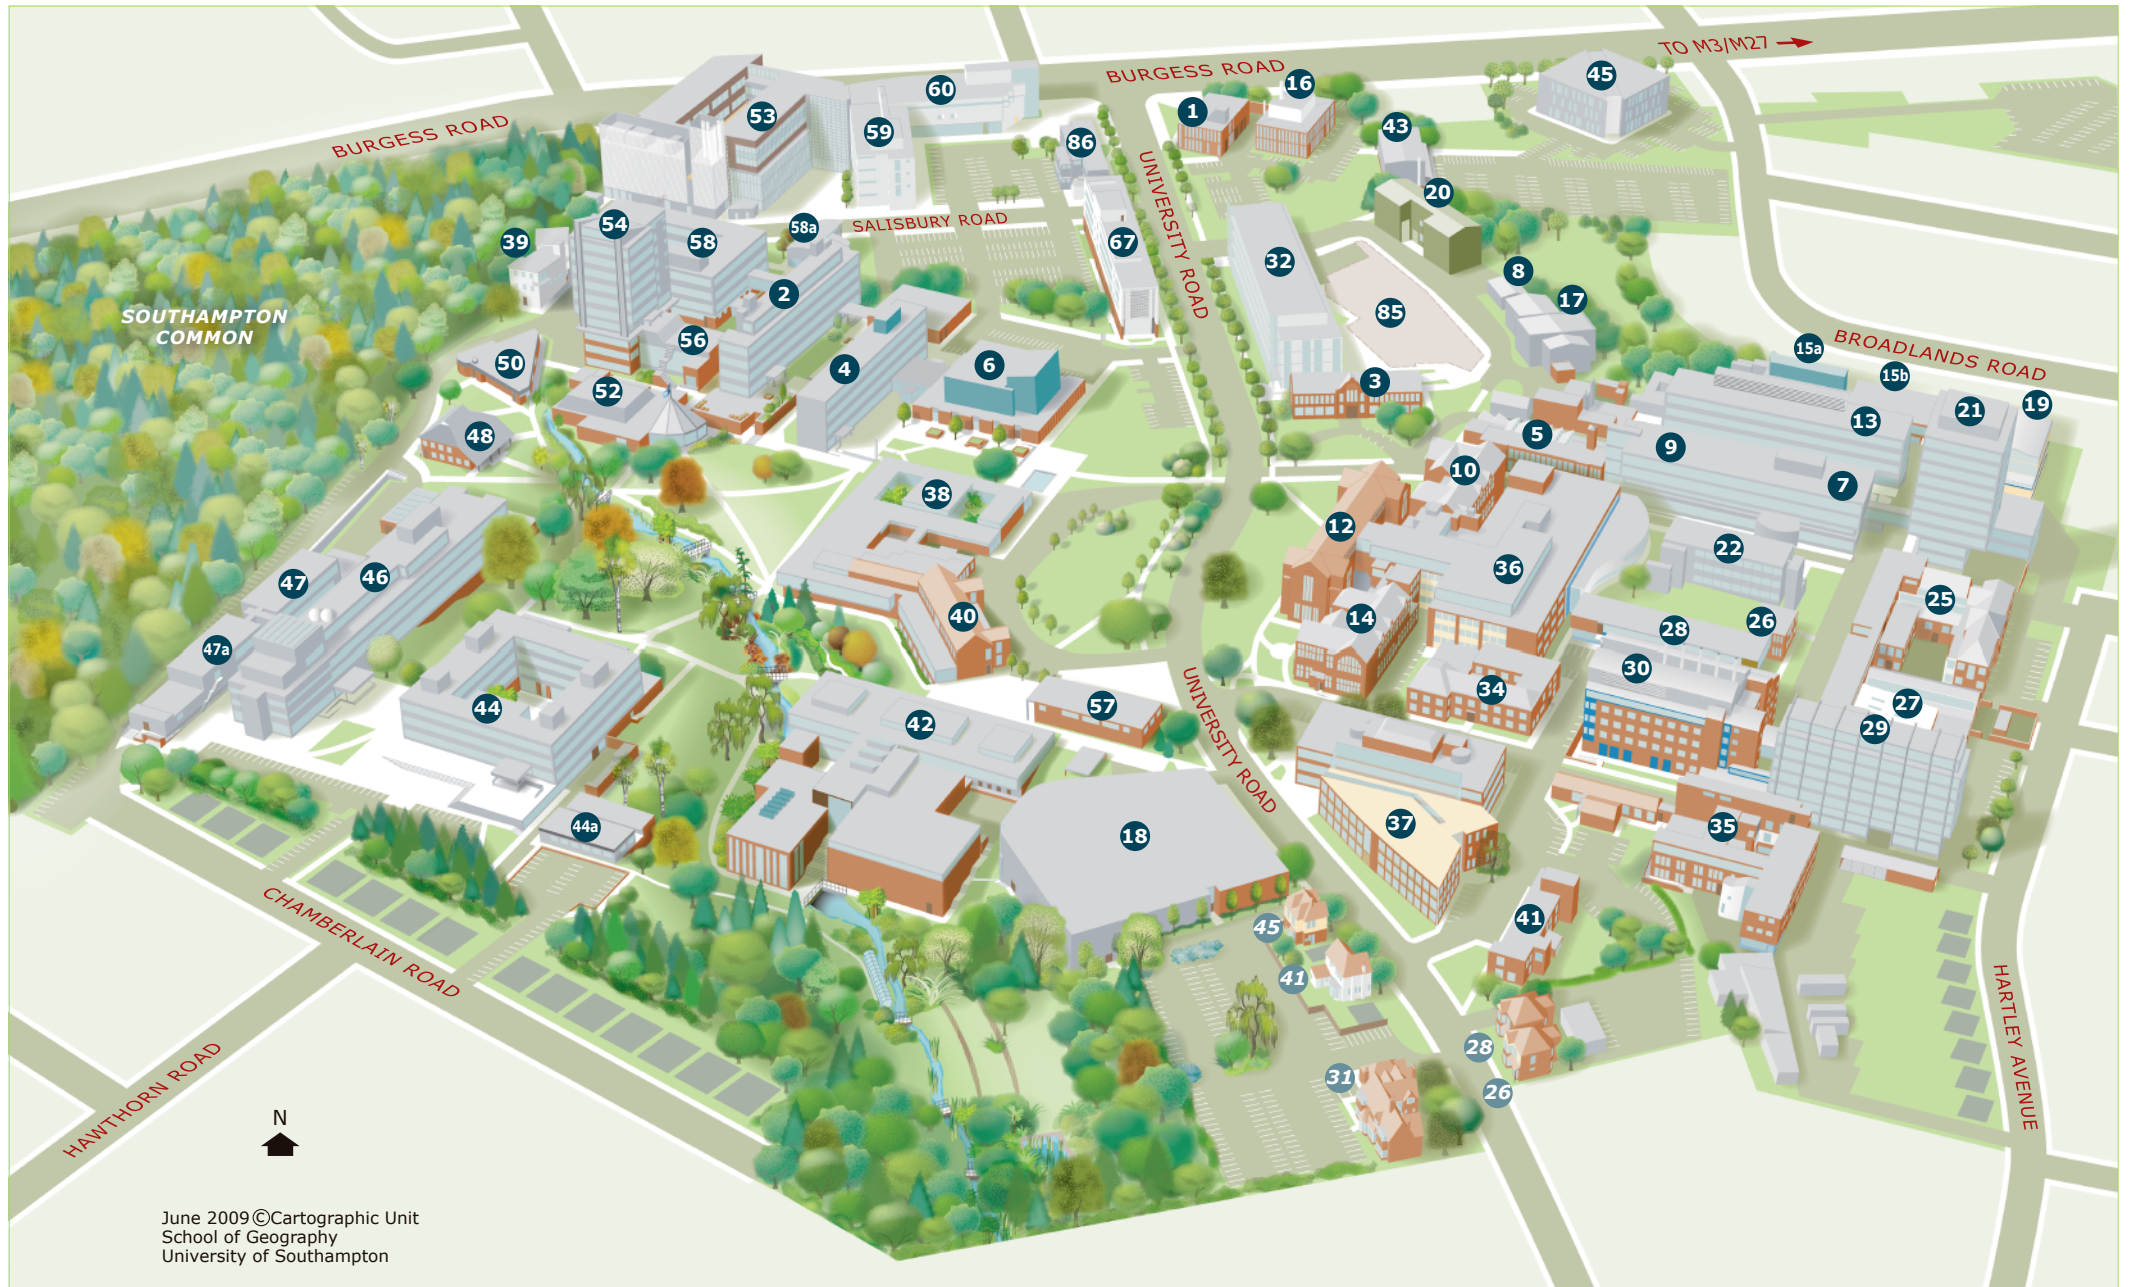 TO M3/M27
BURGESS ROAD
45
16
60
1
53
43
59
BURGESS ROAD
86
UNIVERSITY ROAD
20
SALISBURY ROAD
54
58a
39
58
67
32
8
2
17
85
SOUTHAMPTON
COMMON
56
15a
BROADLANDS ROAD
50
4
6
15b
3
52
19
21
13
48
5
9
10
7
38
12
22
47
46
36
25
40
14
26
28
47a
30
34
27
44
57
42
29
UNIVERSITY ROAD
44a
37
35
18
CHAMBERLAIN ROAD
41
45
41
HARTLEY AVENUE
28
31
26
HAWTHORN ROAD
N
June 2009©Cartographic Unit
School of Geography
University of Southampton